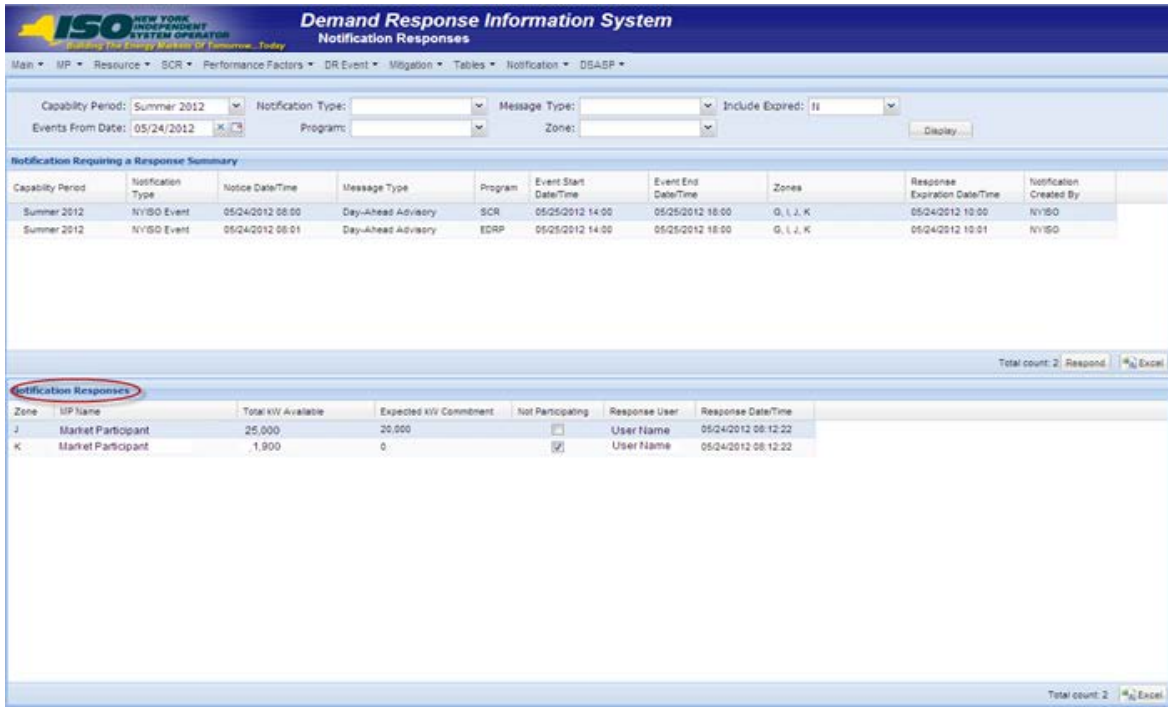 NEW YORK
INDEPENDENT
SYSTEM OPERATOR
ISO
Building The Energy Markets Of Tomorrow...Today
Demand Response Information System
Notification Responses
Main MP Resource SCR Performance Factors DR Event Mitigation Tables Notification DSASP
Capability Period: Summer 2012 Notification Type: Message Type: Include Expired: N
Events From Date: 05/24/2012 Program: Zone: Display
Notification Requiring a Response Summary
Capability Period Notification Type Notice Date/Time Message Type Program Event Start Date/Time Event End Date/Time Zones Response Expiration Date/Time Notification Created By
Summer 2012 NYISO Event 05/24/2012 08:00 Day-Ahead Advisory SCR 05/25/2012 14:00 05/25/2012 18:00 G, I, J, K 05/24/2012 10:00 NYISO
Summer 2012 NYISO Event 05/24/2012 08:01 Day-Ahead Advisory EDRP 05/25/2012 14:00 05/25/2012 18:00 G, I, J, K 05/24/2012 10:01 NYISO
Total count: 2 Respond Excel
Notification Responses
Zone MP Name Total kW Available Expected kW Commitment Not Participating Response User Response Date/Time
J Market Participant 25,000 20,000 User Name 05/24/2012 08:12:22
K Market Participant 1,900 0 User Name 05/24/2012 08:12:22
Total count: 2 Excel